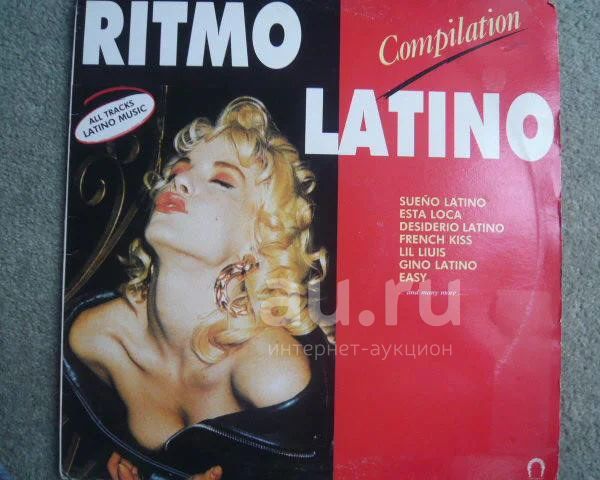 RITMO
Compilation
LATINO
ALL TRACKS
LATINO MUSIC
SUEÑO LATINO
ESTA LOCA
DESIDERIO LATINO
FRENCH KISS
LIL LIUIS
GINO LATINO
EASY
... and many more ...
au.ru
интернет-аукцион